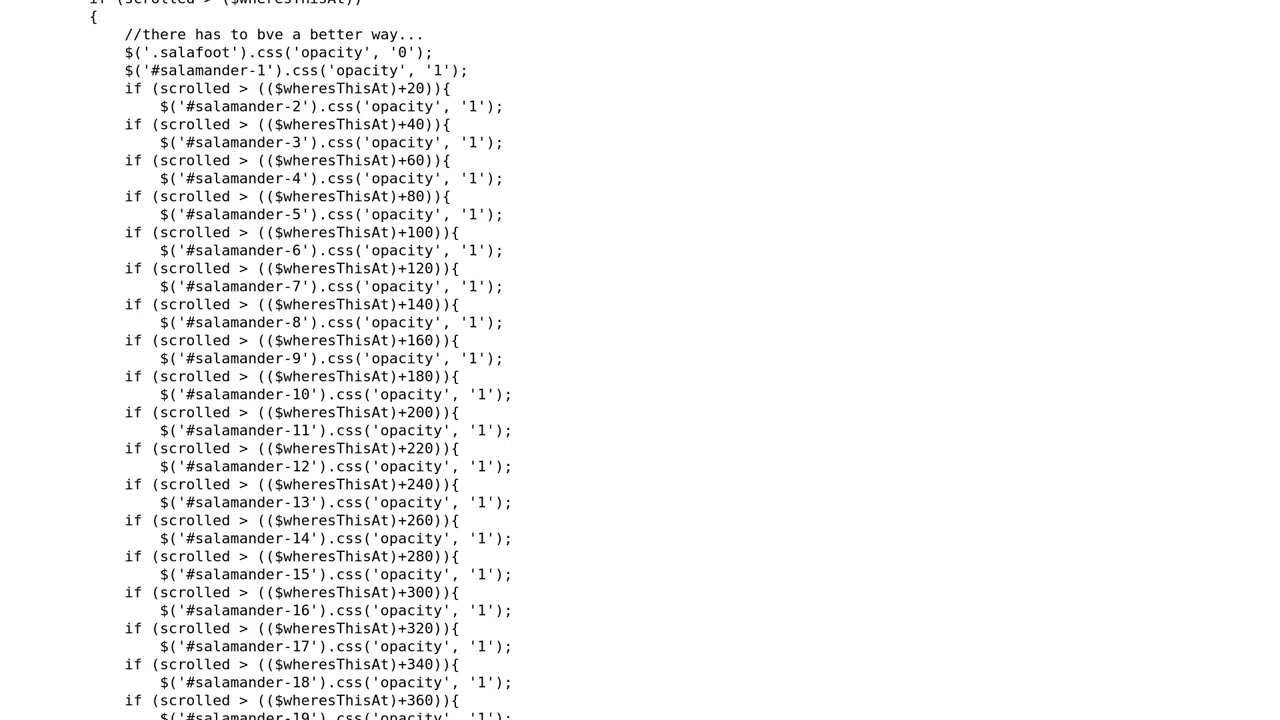 if (scrolled > ($wheresThisAt))
{
//there has to bve a better way...
$('.salafoot').css('opacity', '0');
$('#salamander-1').css('opacity', '1');
if (scrolled > (($wheresThisAt)+20)){
$('#salamander-2').css('opacity', '1');
if (scrolled > (($wheresThisAt)+40)){
$('#salamander-3').css('opacity', '1');
if (scrolled > (($wheresThisAt)+60)){
$('#salamander-4').css('opacity', '1');
if (scrolled > (($wheresThisAt)+80)){
$('#salamander-5').css('opacity', '1');
if (scrolled > (($wheresThisAt)+100)){
$('#salamander-6').css('opacity', '1');
if (scrolled > (($wheresThisAt)+120)){
$('#salamander-7').css('opacity', '1');
if (scrolled > (($wheresThisAt)+140)){
$('#salamander-8').css('opacity', '1');
if (scrolled > (($wheresThisAt)+160)){
$('#salamander-9').css('opacity', '1');
if (scrolled > (($wheresThisAt)+180)){
$('#salamander-10').css('opacity', '1');
if (scrolled > (($wheresThisAt)+200)){
$('#salamander-11').css('opacity', '1');
if (scrolled > (($wheresThisAt)+220)){
$('#salamander-12').css('opacity', '1');
if (scrolled > (($wheresThisAt)+240)){
$('#salamander-13').css('opacity', '1');
if (scrolled > (($wheresThisAt)+260)){
$('#salamander-14').css('opacity', '1');
if (scrolled > (($wheresThisAt)+280)){
$('#salamander-15').css('opacity', '1');
if (scrolled > (($wheresThisAt)+300)){
$('#salamander-16').css('opacity', '1');
if (scrolled > (($wheresThisAt)+320)){
$('#salamander-17').css('opacity', '1');
if (scrolled > (($wheresThisAt)+340)){
$('#salamander-18').css('opacity', '1');
if (scrolled > (($wheresThisAt)+360)){
$('#salamander-19').css('opacity', '1');